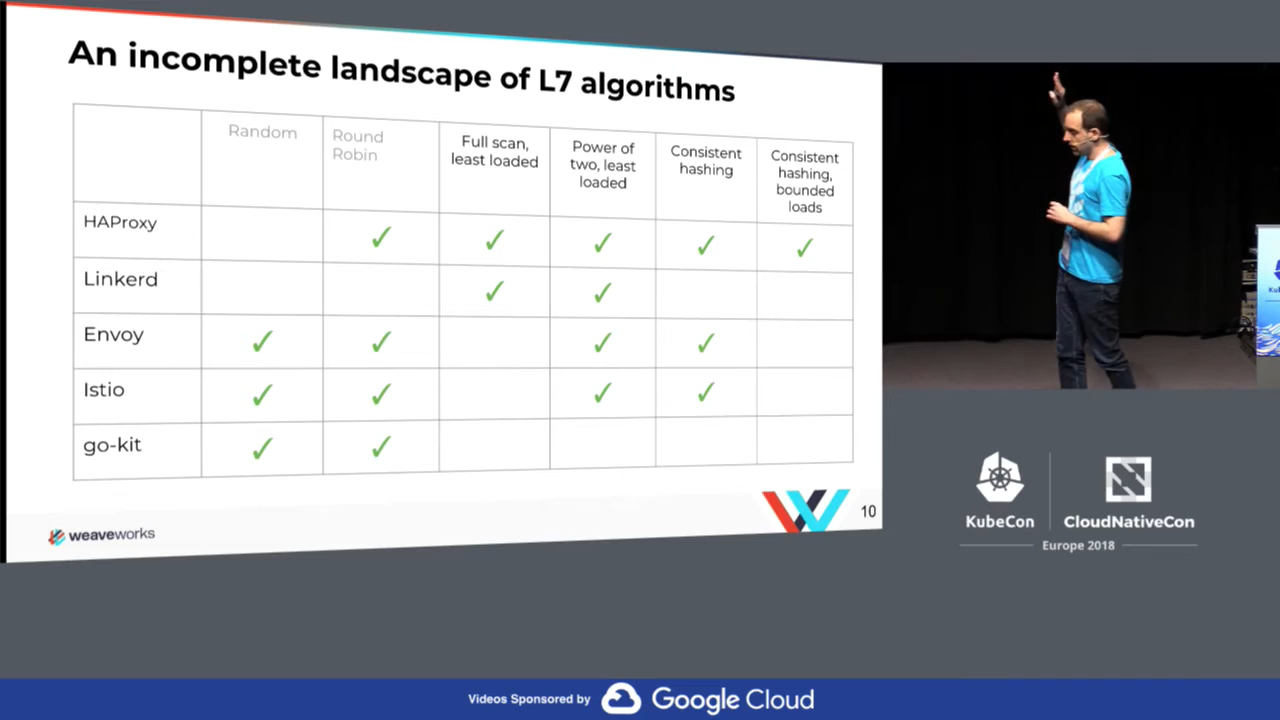 An incomplete landscape of L7 algorithms
Random
Round
Robin
Full scan,
least loaded
Power of
two, least
loaded
Consistent
hashing
Consistent
hashing,
bounded
loads
HAProxy
✓ ✓ ✓ ✓ ✓
Linkerd
✓ ✓
Envoy
✓ ✓ ✓ ✓
Istio
✓ ✓ ✓ ✓
go-kit
✓ ✓
weaveworks
10
KubeCon
CloudNativeCon
Europe 2018
Videos Sponsored by Google Cloud